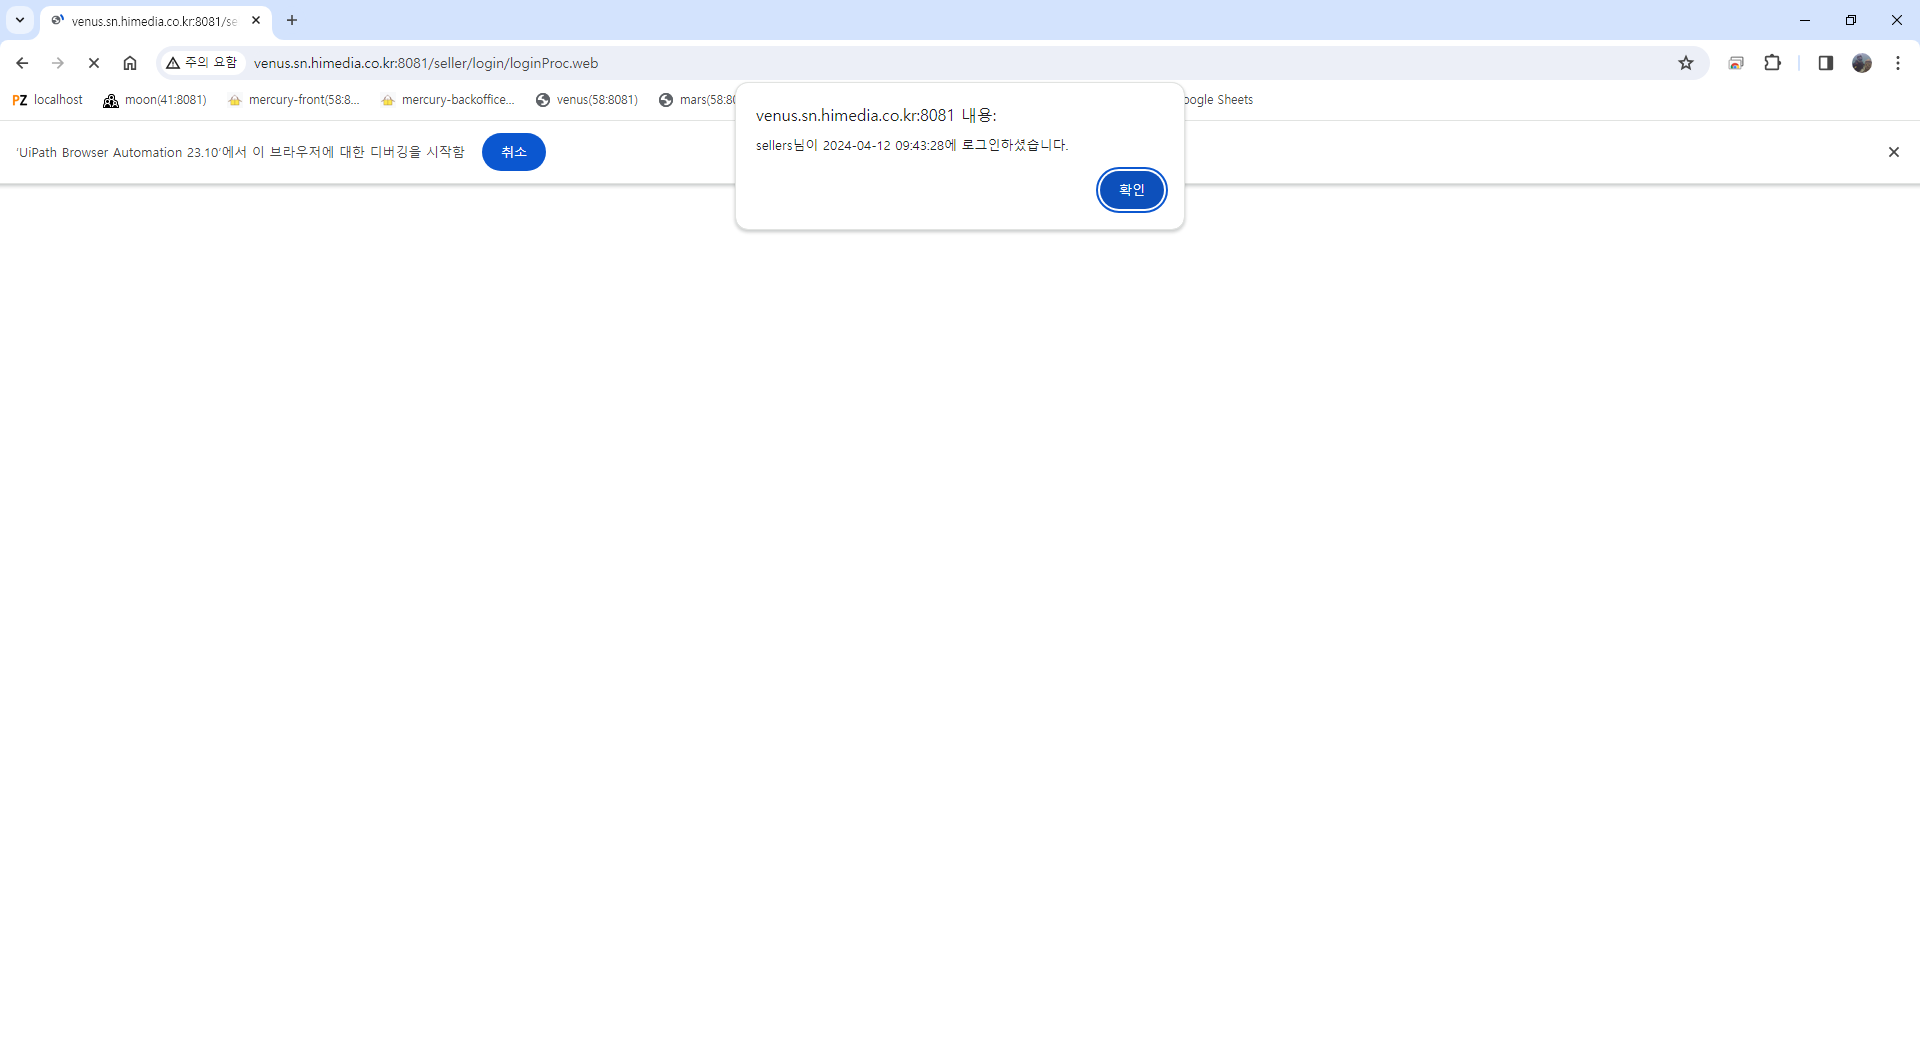 venus.sn.himedia.co.kr:8081/se
주의 요함 venus.sn.himedia.co.kr:8081/seller/login/loginProc.web
PZ localhost moon(41:8081) mercury-front(58:8... mercury-backoffice... venus(58:8081) mars(58:80 oogle Sheets
'UiPath Browser Automation 23.10'에서 이 브라우저에 대한 디버깅을 시작함 취소
venus.sn.himedia.co.kr:8081 내용:
sellers님이 2024-04-12 09:43:28에 로그인하셨습니다.
확인